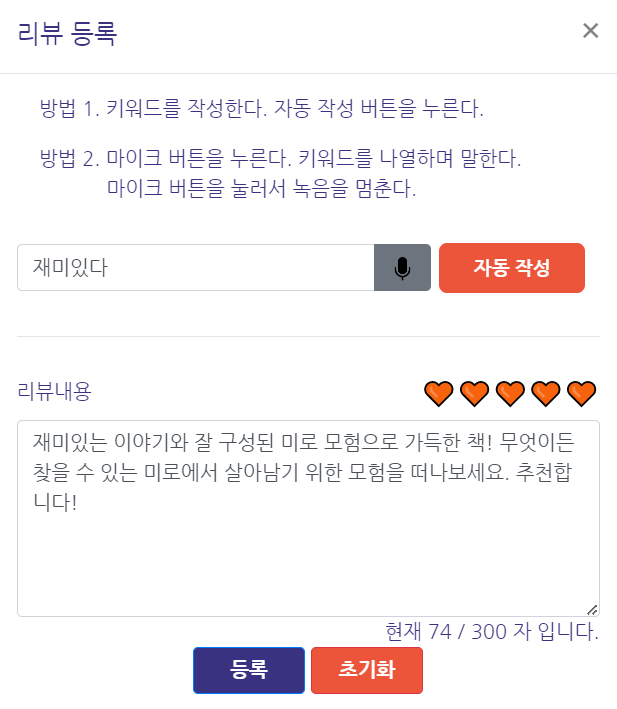 리뷰 등록 ×
방법 1. 키워드를 작성한다. 자동 작성 버튼을 누른다.
방법 2. 마이크 버튼을 누른다. 키워드를 나열하며 말한다.
마이크 버튼을 눌러서 녹음을 멈춘다.
재미있다 자동 작성
리뷰내용
재미있는 이야기와 잘 구성된 미로 모험으로 가득한 책! 무엇이든
찾을 수 있는 미로에서 살아남기 위한 모험을 떠나보세요. 추천합
니다!
현재 74 / 300 자 입니다.
등록 초기화